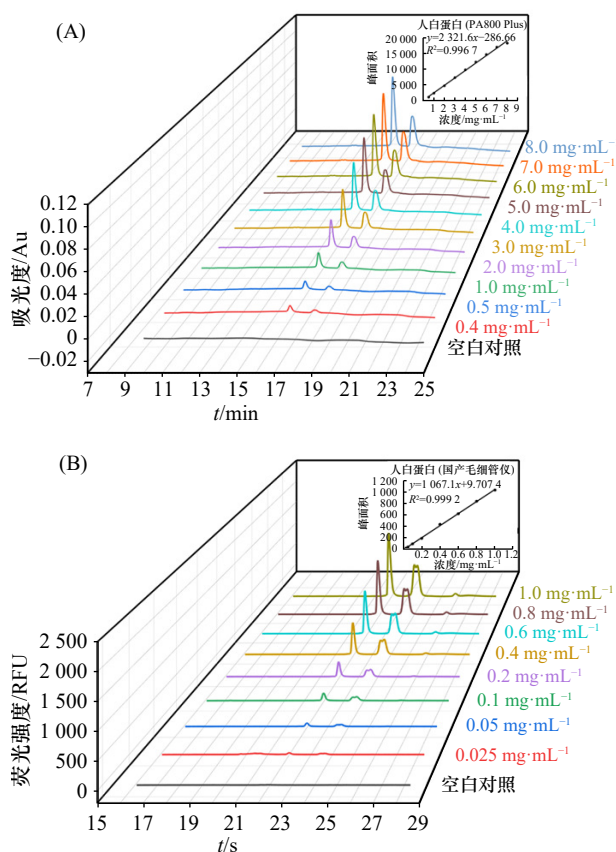 (A)
人白蛋白 (PA800 Plus)
y=2 321.6x−286.66
R²=0.996 7
峰面积
20 000
15 000
10 000
5 000
0
1 2 3 4 5 6 7 8 9
浓度/mg·mL⁻¹
8.0 mg·mL⁻¹
7.0 mg·mL⁻¹
6.0 mg·mL⁻¹
5.0 mg·mL⁻¹
4.0 mg·mL⁻¹
3.0 mg·mL⁻¹
2.0 mg·mL⁻¹
1.0 mg·mL⁻¹
0.5 mg·mL⁻¹
0.4 mg·mL⁻¹
空白对照
吸光度/Au
0.12
0.10
0.08
0.06
0.04
0.02
0
−0.02
7 9 11 13 15 17 19 21 23 25
t/min
(B)
人白蛋白 (国产毛细管仪)
y=1 067.1x+9.707 4
R²=0.999 2
峰面积
1 200
1 000
800
600
400
200
0
0.2 0.4 0.6 0.8 1.0 1.2
浓度/mg·mL⁻¹
1.0 mg·mL⁻¹
0.8 mg·mL⁻¹
0.6 mg·mL⁻¹
0.4 mg·mL⁻¹
0.2 mg·mL⁻¹
0.1 mg·mL⁻¹
0.05 mg·mL⁻¹
0.025 mg·mL⁻¹
空白对照
荧光强度/RFU
2 500
2 000
1 500
1 000
500
0
15 17 19 21 23 25 27 29
t/s